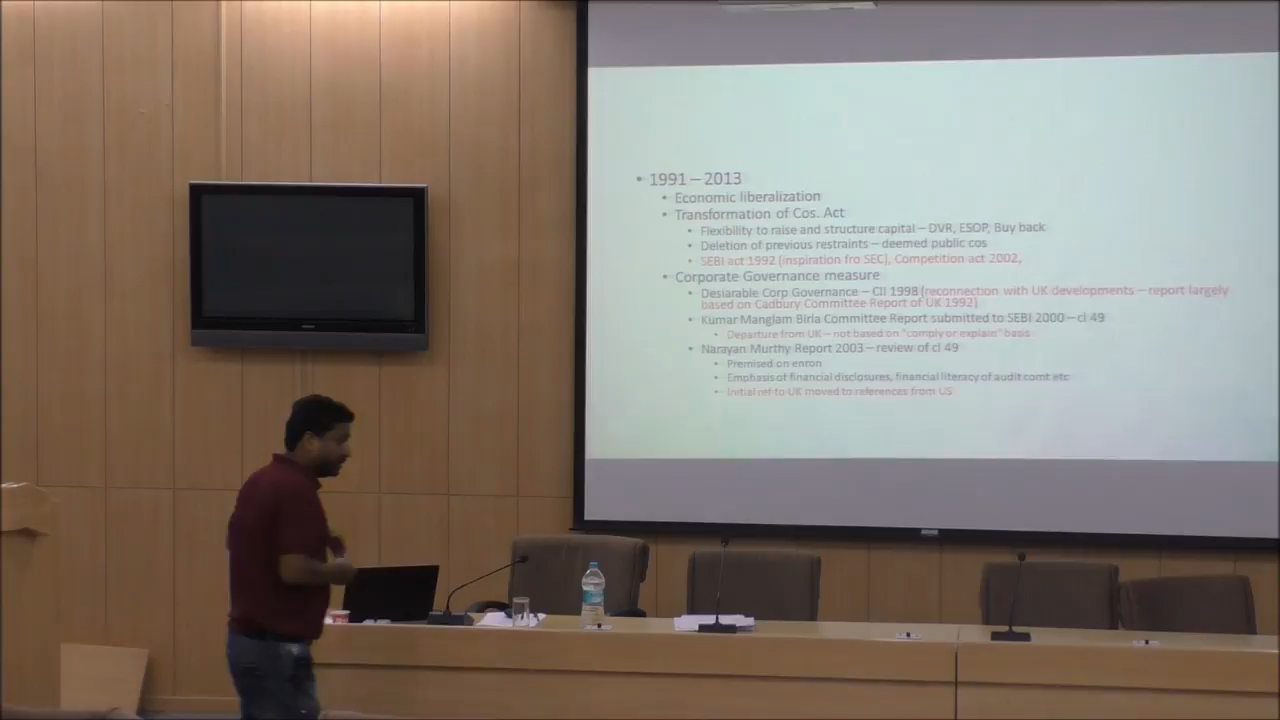 • 1991 – 2013
• Economic liberalization
• Transformation of Cos. Act
• Flexibility to raise and structure capital – DVR, ESOP, Buy back
• Deletion of previous restraints – deemed public cos
• SEBI act 1992 (inspiration fro SEC), Competition act 2002,
• Corporate Governance measure
• Desiarable Corp Governance – CII 1998 (reconnection with UK developments – report largely
based on Cadbury Committee Report of UK 1992)
• Kumar Manglam Birla Committee Report submitted to SEBI 2000 – cl 49
• Departure from UK – not based on "comply or explain" basis
• Narayan Murthy Report 2003 – review of cl 49
• Premised on enron
• Emphasis of financial disclosures, financial literacy of audit comt etc
• Initial ref to UK moved to references from US